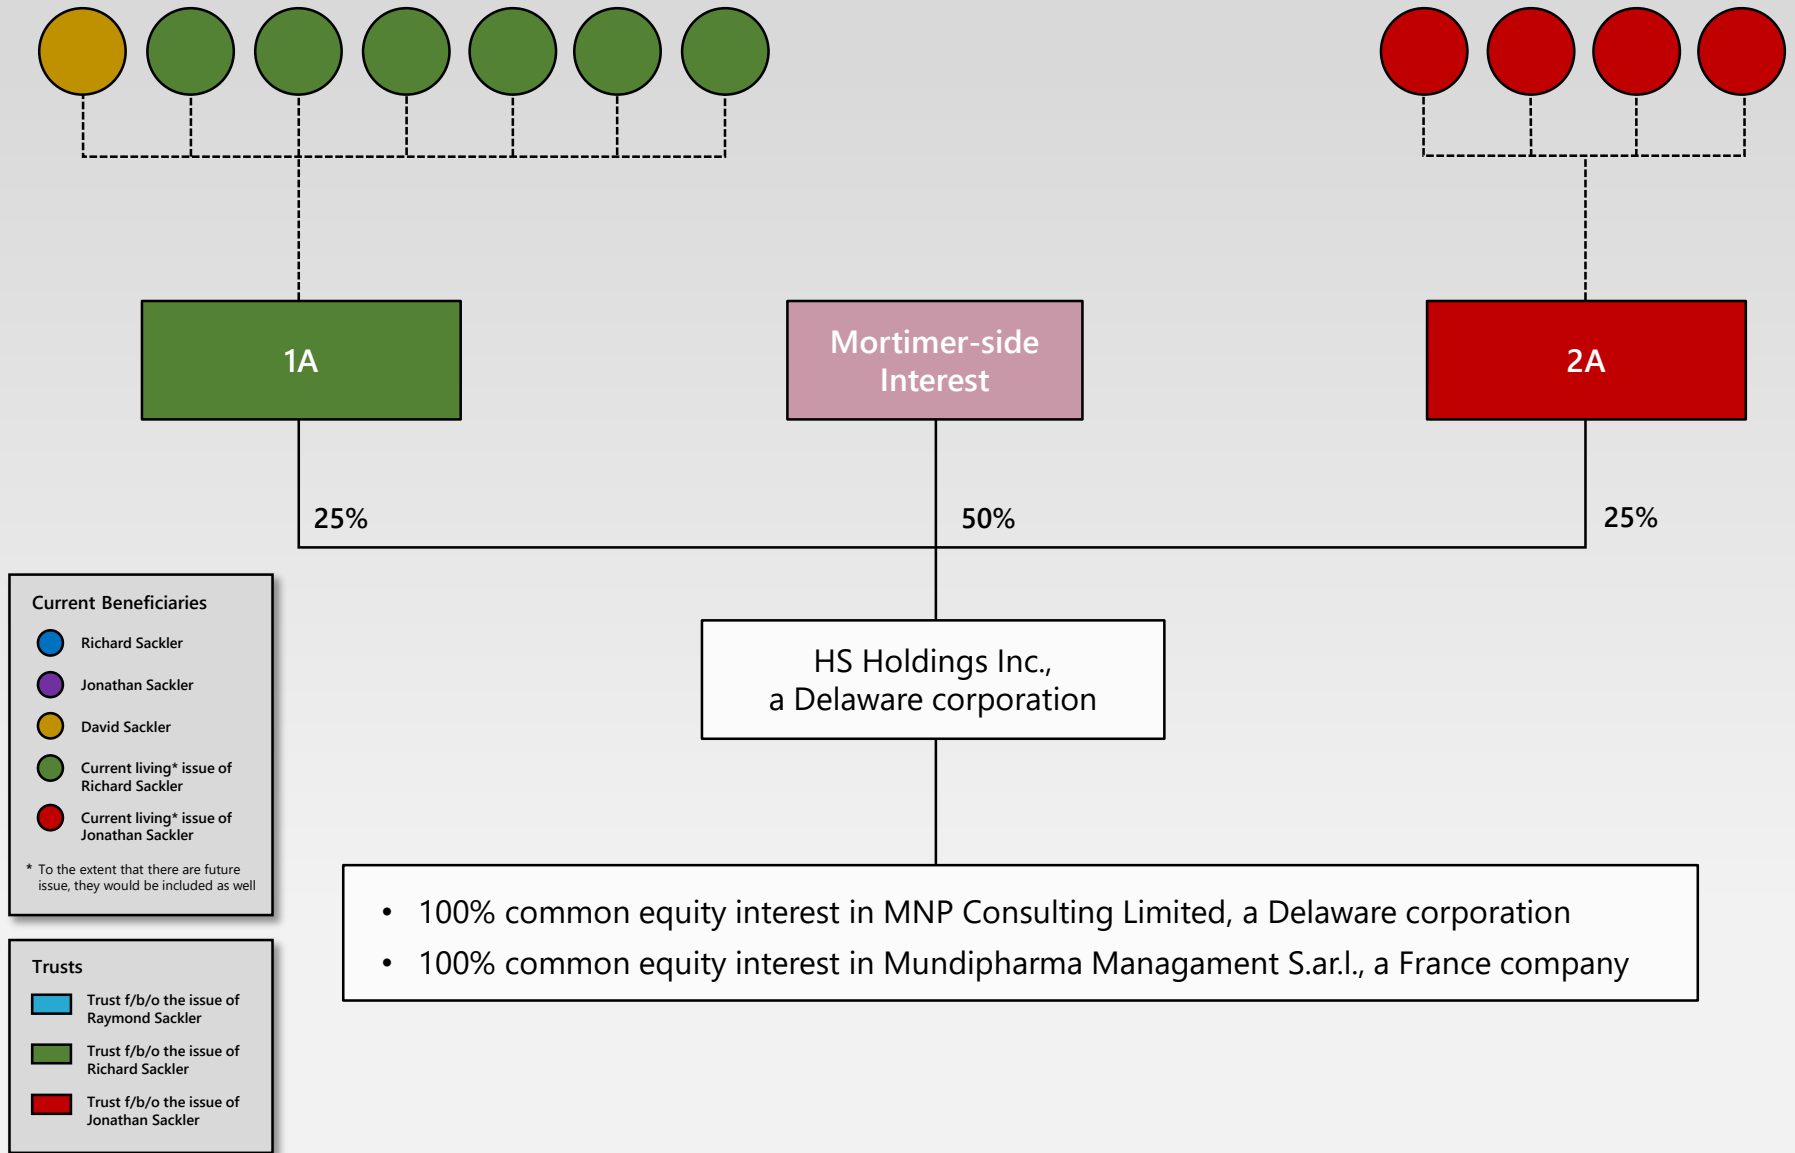 1A
Mortimer-side
Interest
2A
25%
50%
25%
HS Holdings Inc.,
a Delaware corporation
• 100% common equity interest in MNP Consulting Limited, a Delaware corporation
• 100% common equity interest in Mundipharma Managament S.ar.l., a France company
Current Beneficiaries
Richard Sackler
Jonathan Sackler
David Sackler
Current living* issue of
Richard Sackler
Current living* issue of
Jonathan Sackler
* To the extent that there are future
issue, they would be included as well
Trusts
Trust f/b/o the issue of
Raymond Sackler
Trust f/b/o the issue of
Richard Sackler
Trust f/b/o the issue of
Jonathan Sackler